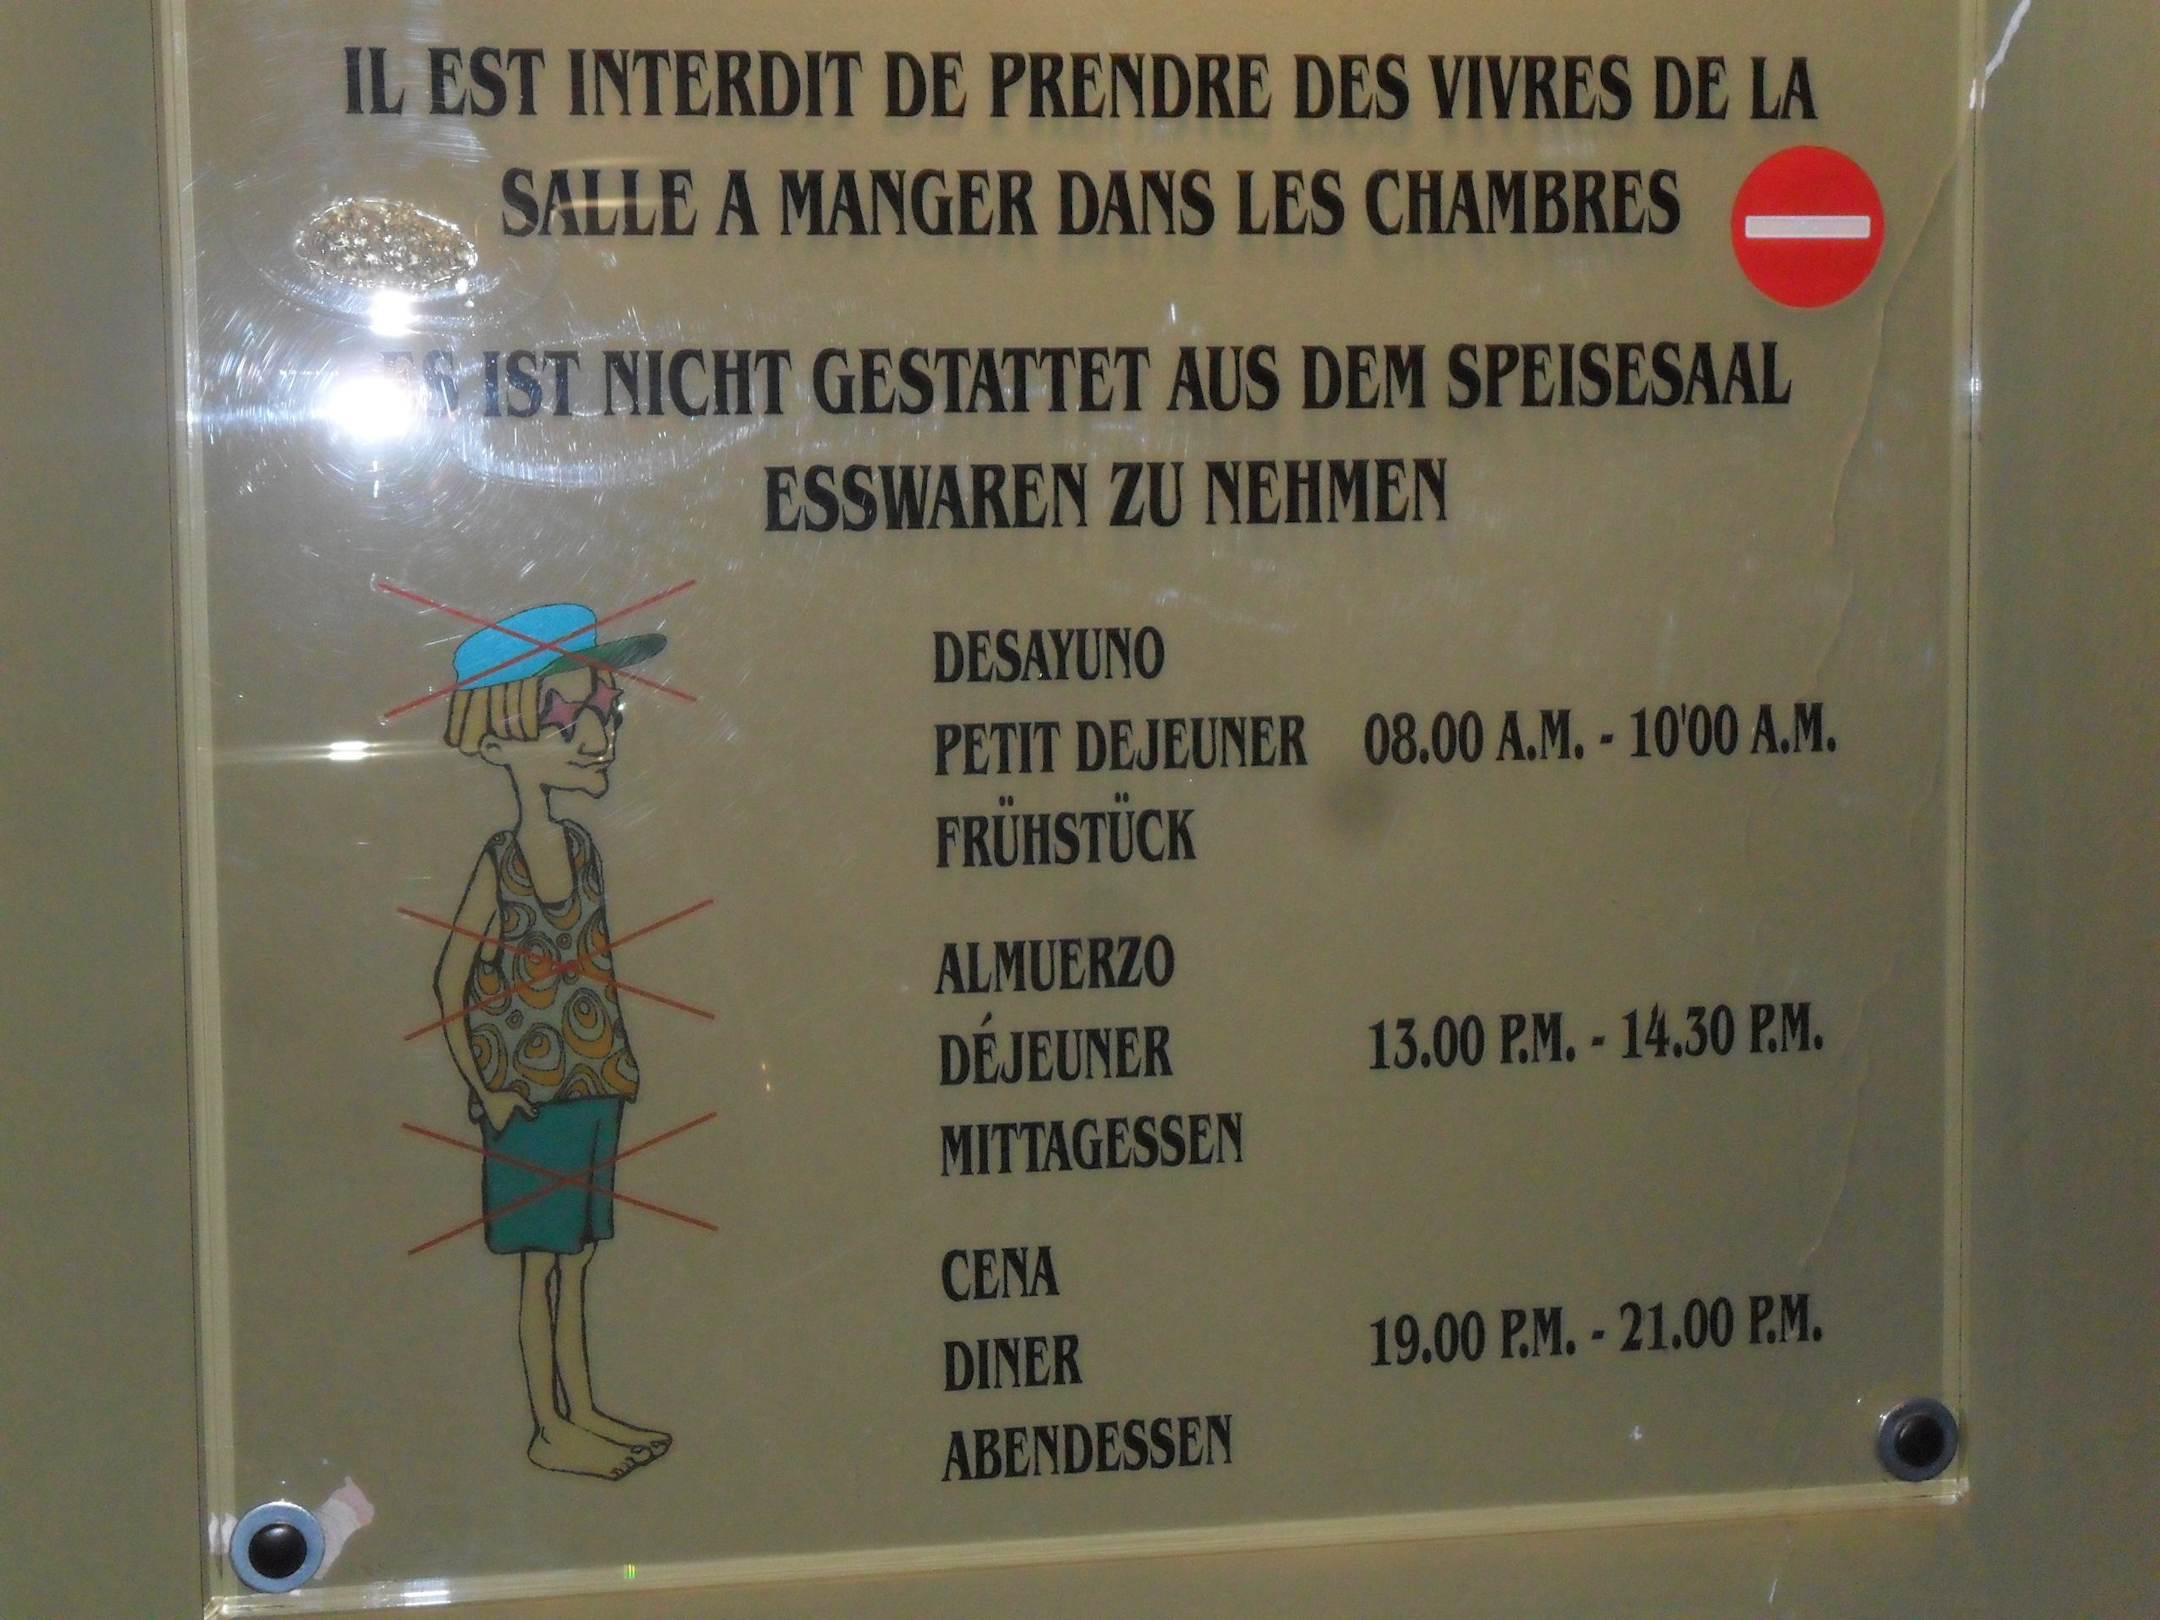 IL EST INTERDIT DE PRENDRE DES VIVRES DE LA
SALLE A MANGER DANS LES CHAMBRES
ES IST NICHT GESTATTET AUS DEM SPEISESAAL
ESSWAREN ZU NEHMEN
DESAYUNO
PETIT DEJEUNER 08.00 A.M. - 10'00 A.M.
FRÜHSTÜCK
ALMUERZO
DÉJEUNER 13.00 P.M. - 14.30 P.M.
MITTAGESSEN
CENA
DINER 19.00 P.M. - 21.00 P.M.
ABENDESSEN